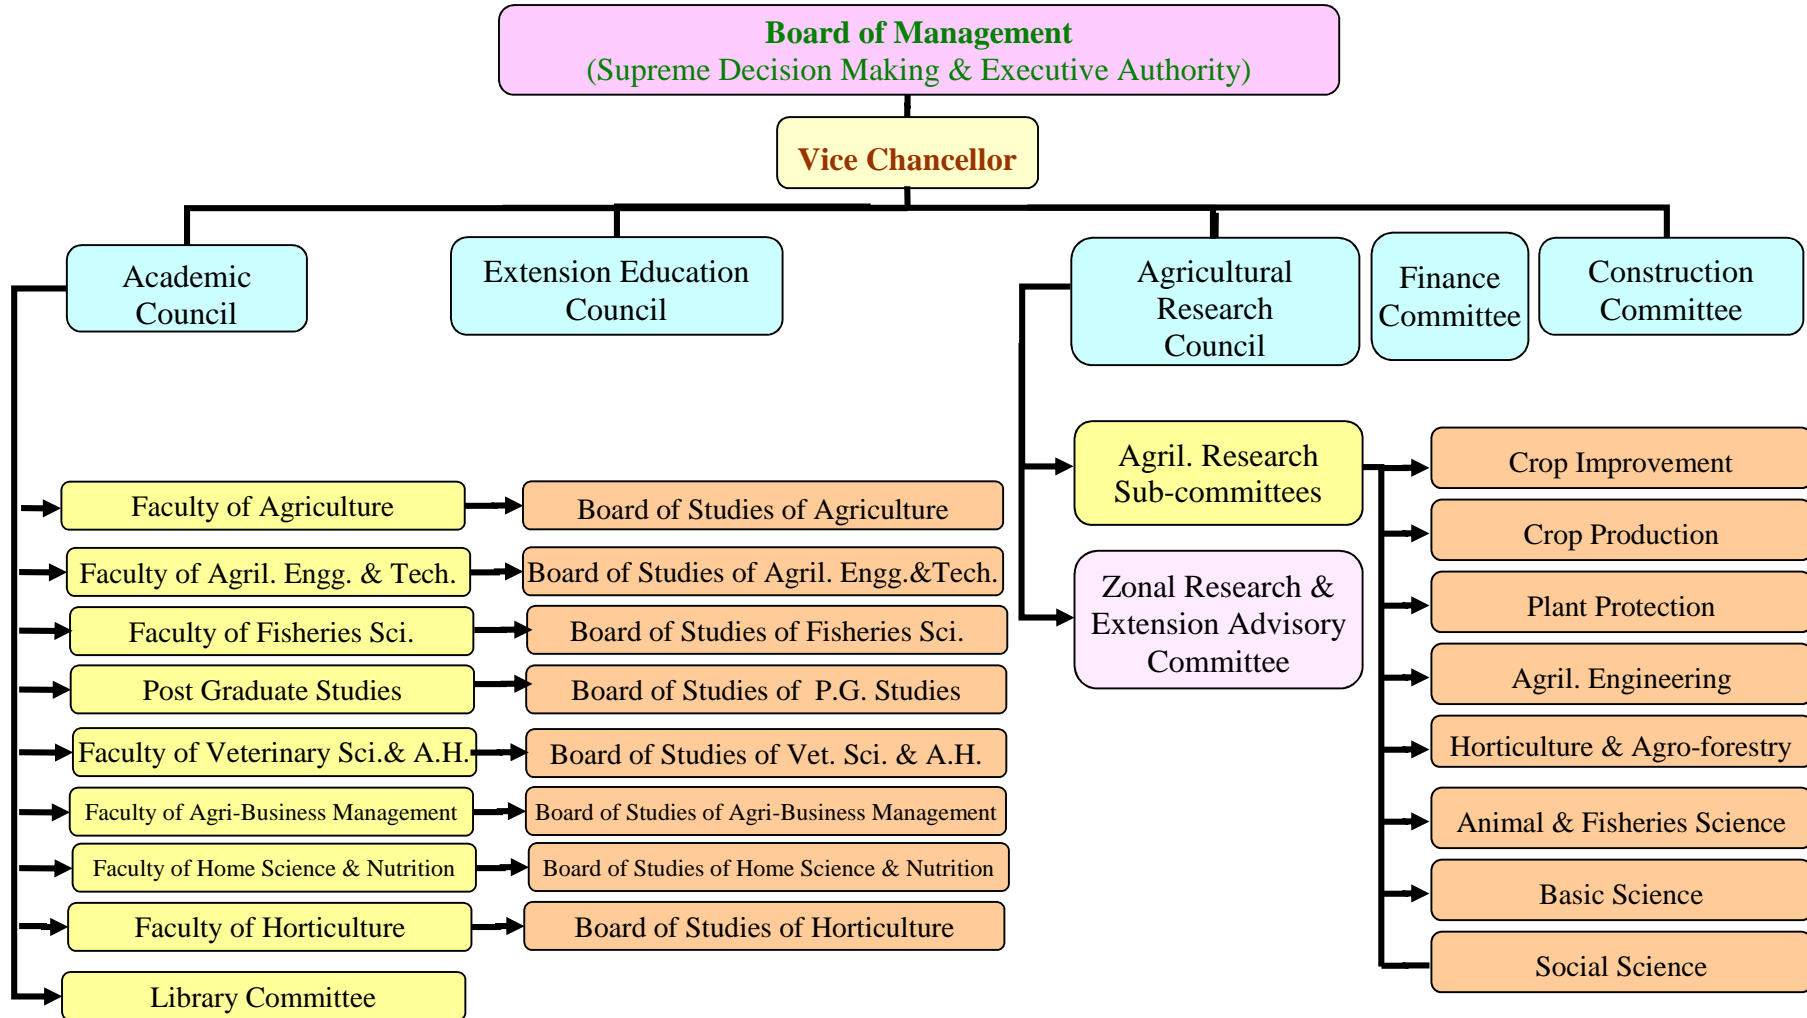 Board of Management
(Supreme Decision Making & Executive Authority)
Vice Chancellor
Academic
Council
Extension Education
Council
Agricultural
Research
Council
Finance
Committee
Construction
Committee
Agril. Research
Sub-committees
Zonal Research &
Extension Advisory
Committee
Crop Improvement
Crop Production
Plant Protection
Agril. Engineering
Horticulture & Agro-forestry
Animal & Fisheries Science
Basic Science
Social Science
Faculty of Agriculture
Board of Studies of Agriculture
Faculty of Agril. Engg. & Tech.
Board of Studies of Agril. Engg.&Tech.
Faculty of Fisheries Sci.
Board of Studies of Fisheries Sci.
Post Graduate Studies
Board of Studies of P.G. Studies
Faculty of Veterinary Sci.& A.H.
Board of Studies of Vet. Sci. & A.H.
Faculty of Agri-Business Management
Board of Studies of Agri-Business Management
Faculty of Home Science & Nutrition
Board of Studies of Home Science & Nutrition
Faculty of Horticulture
Board of Studies of Horticulture
Library Committee